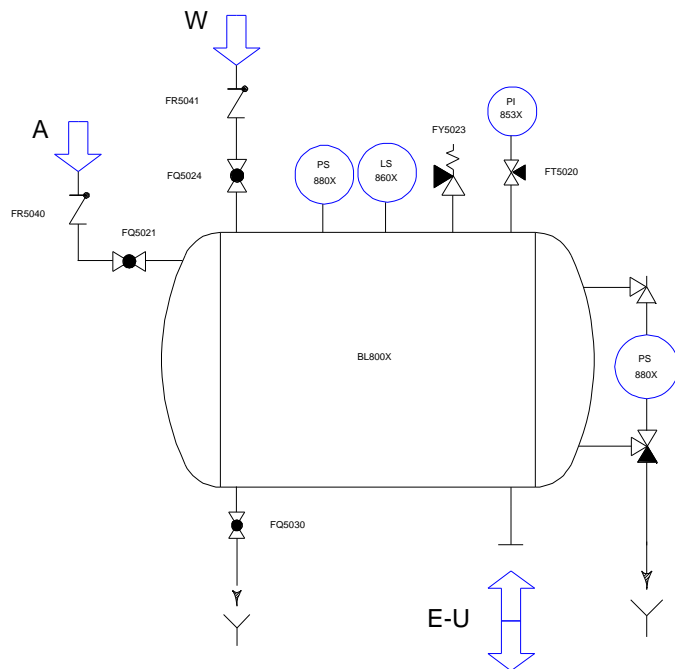 W
A
FR5041
PI
853X
FY5023
PS
880X
LS
860X
FQ5024
FT5020
FR5040
FQ5021
BL800X
PS
880X
FQ5030
E-U